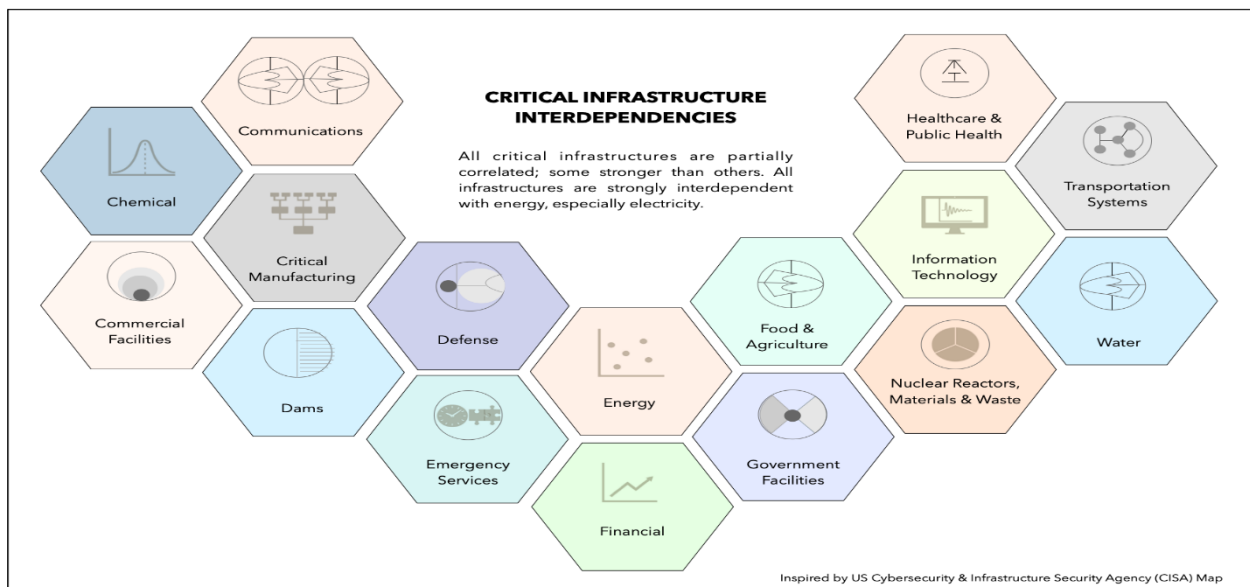 CRITICAL INFRASTRUCTURE
INTERDEPENDENCIES
All critical infrastructures are partially
correlated; some stronger than others. All
infrastructures are strongly interdependent
with energy, especially electricity.
Communications
Chemical
Critical
Manufacturing
Commercial
Facilities
Dams
Defense
Emergency
Services
Energy
Financial
Food &
Agriculture
Government
Facilities
Healthcare &
Public Health
Information
Technology
Nuclear Reactors,
Materials & Waste
Transportation
Systems
Water
Inspired by US Cybersecurity & Infrastructure Security Agency (CISA) Map